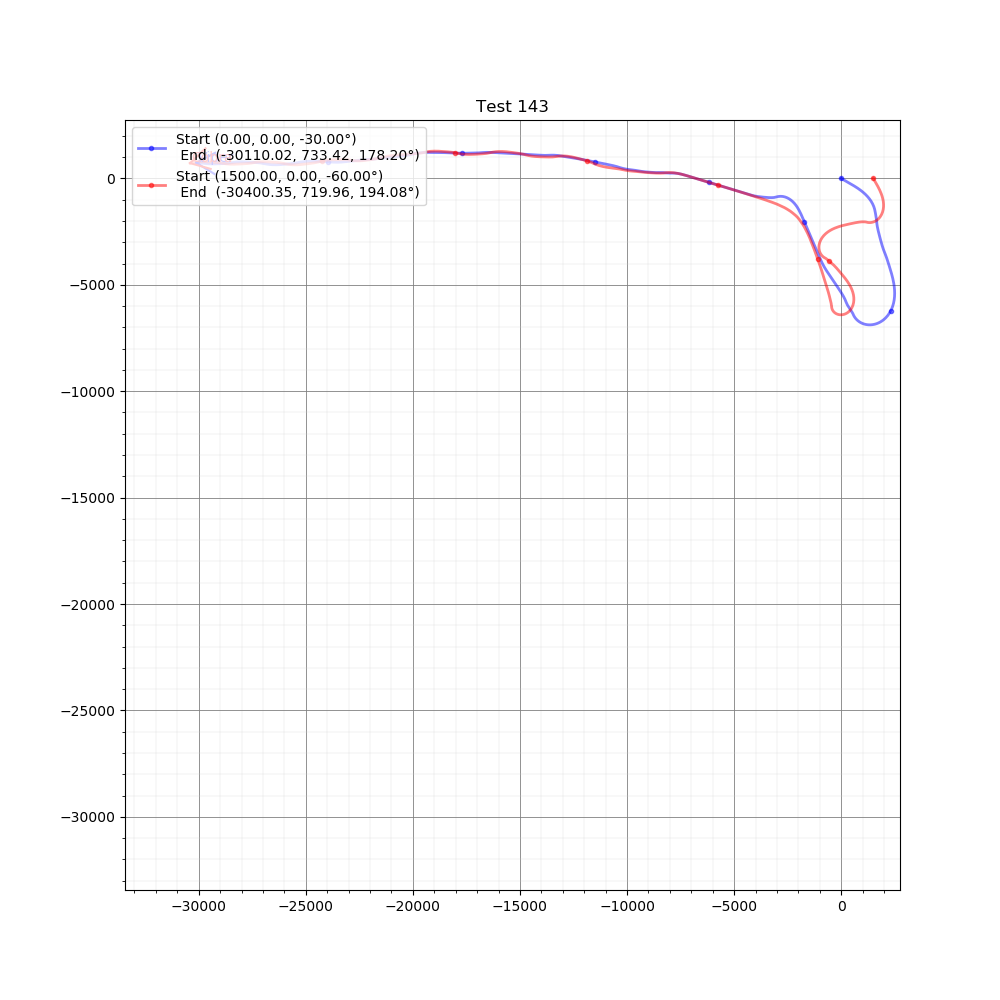 Test 143
Start (0.00, 0.00, -30.00°)
End (-30110.02, 733.42, 178.20°)
Start (1500.00, 0.00, -60.00°)
End (-30400.35, 719.96, 194.08°)
0
−5000
−10000
−15000
−20000
−25000
−30000
−30000 −25000 −20000 −15000 −10000 −5000 0